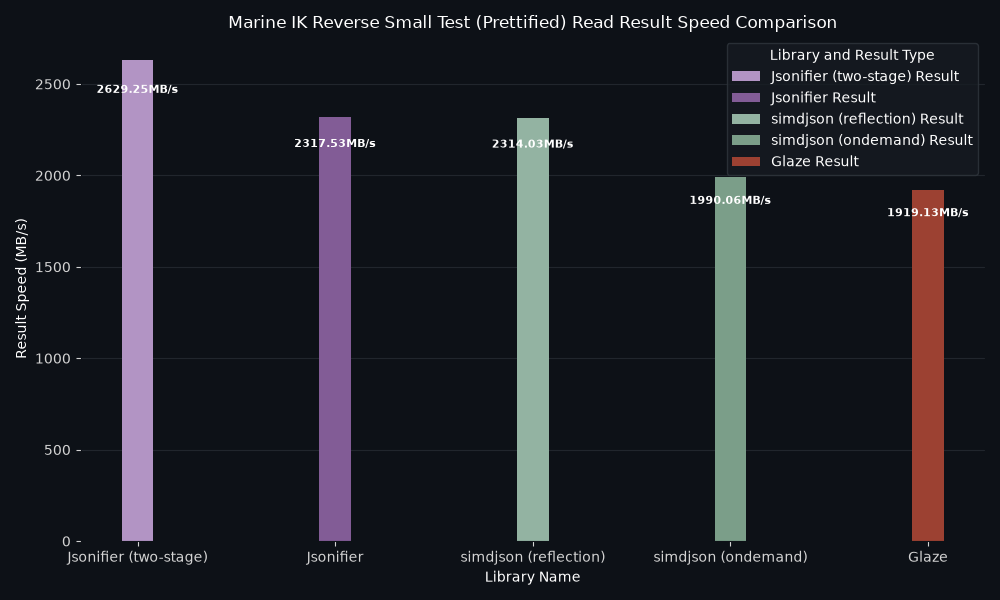 Marine IK Reverse Small Test (Prettified) Read Result Speed Comparison
Library and Result Type
Jsonifier (two-stage) Result
Jsonifier Result
simdjson (reflection) Result
simdjson (ondemand) Result
Glaze Result
2629.25MB/s
2317.53MB/s
2314.03MB/s
1990.06MB/s
1919.13MB/s
Result Speed (MB/s)
2500
2000
1500
1000
500
0
Jsonifier (two-stage)
Jsonifier
simdjson (reflection)
simdjson (ondemand)
Glaze
Library Name